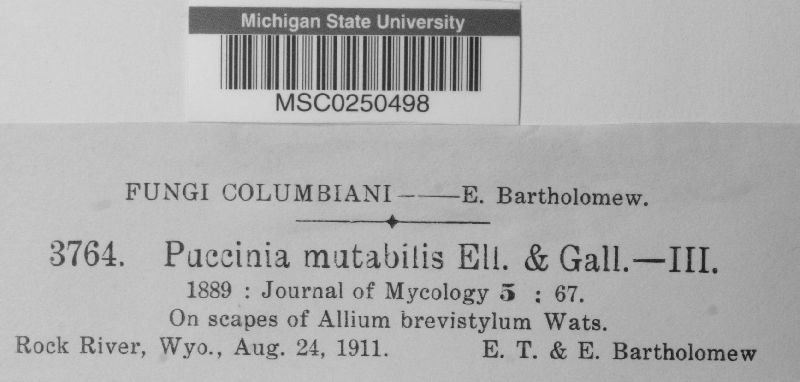 Michigan State University
MSC0250498
FUNGI COLUMBIANI——E. Bartholomew.
3764. Puccinia mutabilis Ell. & Gall.—III.
1889 : Journal of Mycology 5 : 67.
On scapes of Allium brevistylum Wats.
Rock River, Wyo., Aug. 24, 1911. E. T. & E. Bartholomew